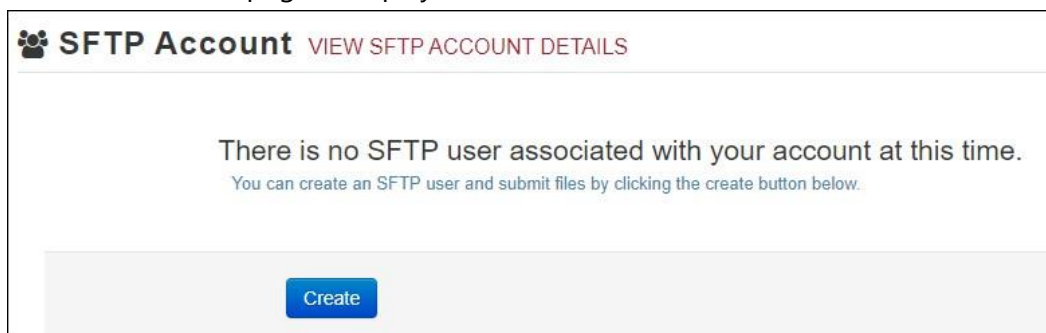 SFTP Account VIEW SFTP ACCOUNT DETAILS
There is no SFTP user associated with your account at this time.
You can create an SFTP user and submit files by clicking the create button below.
Create